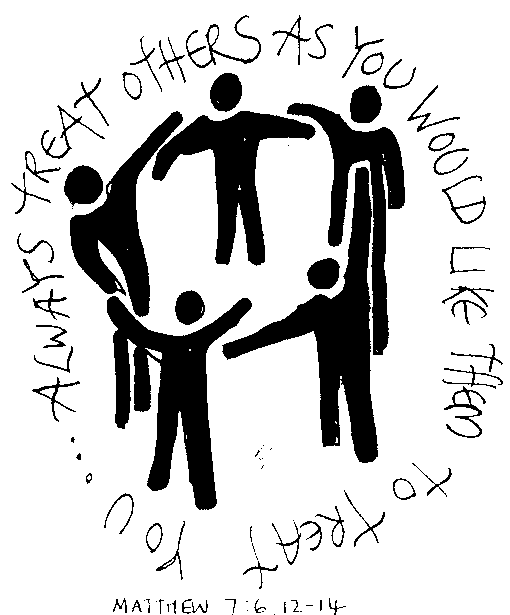 ...ALWAYS TREAT OTHERS AS YOU WOULD LIKE THEM TO TREAT YOU
MATTHEW 7:6, 12-14